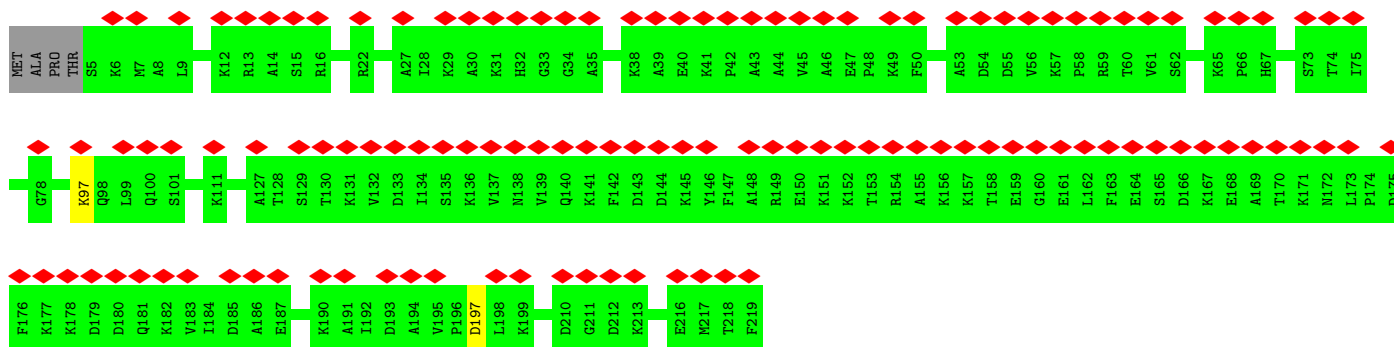 MET ALA PRO THR S5 K6 M7 A8 L9 K12 R13 A14 S15 R16 R22 A27 I28 K29 A30 K31 H32 G33 G34 A35 K38 A39 E40 K41 P42 A43 A44 V45 A46 E47 P48 K49 F50 A53 D54 D55 V56 K57 P58 R59 T60 V61 S62 K65 P66 H67 S73 T74 I75
G78 K97 Q98 L99 Q100 S101 K111 A127 T128 S129 T130 K131 V132 D133 I134 S135 K136 V137 N138 V139 Q140 K141 F142 D143 D144 K145 Y146 F147 A148 R149 E150 K151 K152 T153 R154 A155 K156 K157 T158 E159 G160 E161 L162 F163 E164 S165 D166 K167 E168 A169 T170 K171 N172 L173 P174 D175
F176 K177 K178 D179 D180 Q181 K182 V183 I184 D185 A186 E187 K190 A191 I192 D193 A194 V195 P196 D197 L198 K199 D210 G211 D212 K213 E216 M217 T218 F219